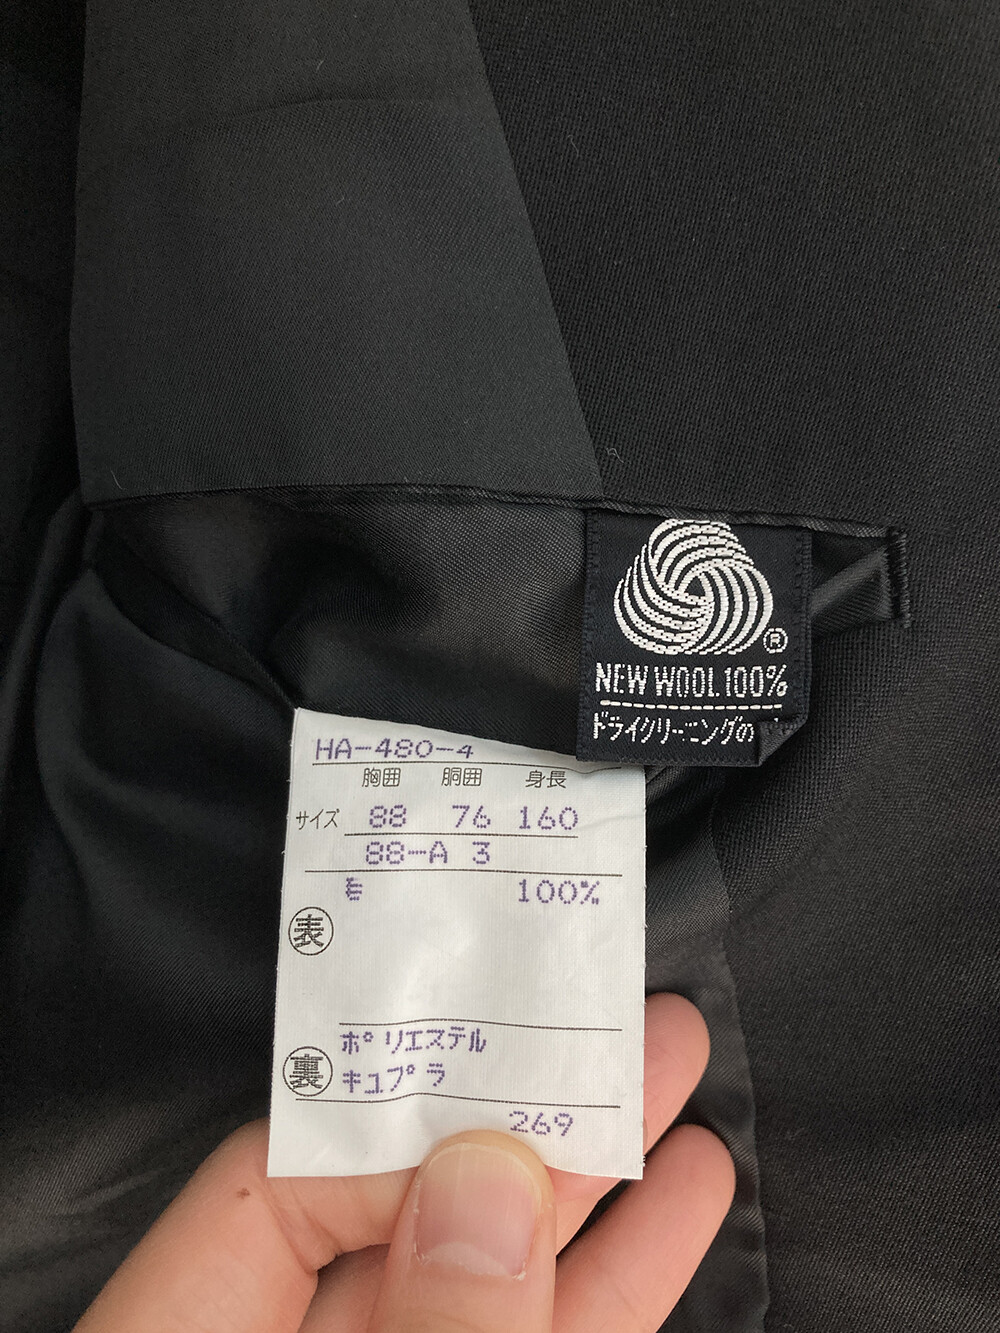 ®
NEW WOOL 100%
ドライクリーニングの
HA-480-4
胸囲 胴囲 身長
サイズ 88 76 160
88-A 3
毛 100%
表
ポリエステル
裏
キュプラ
269